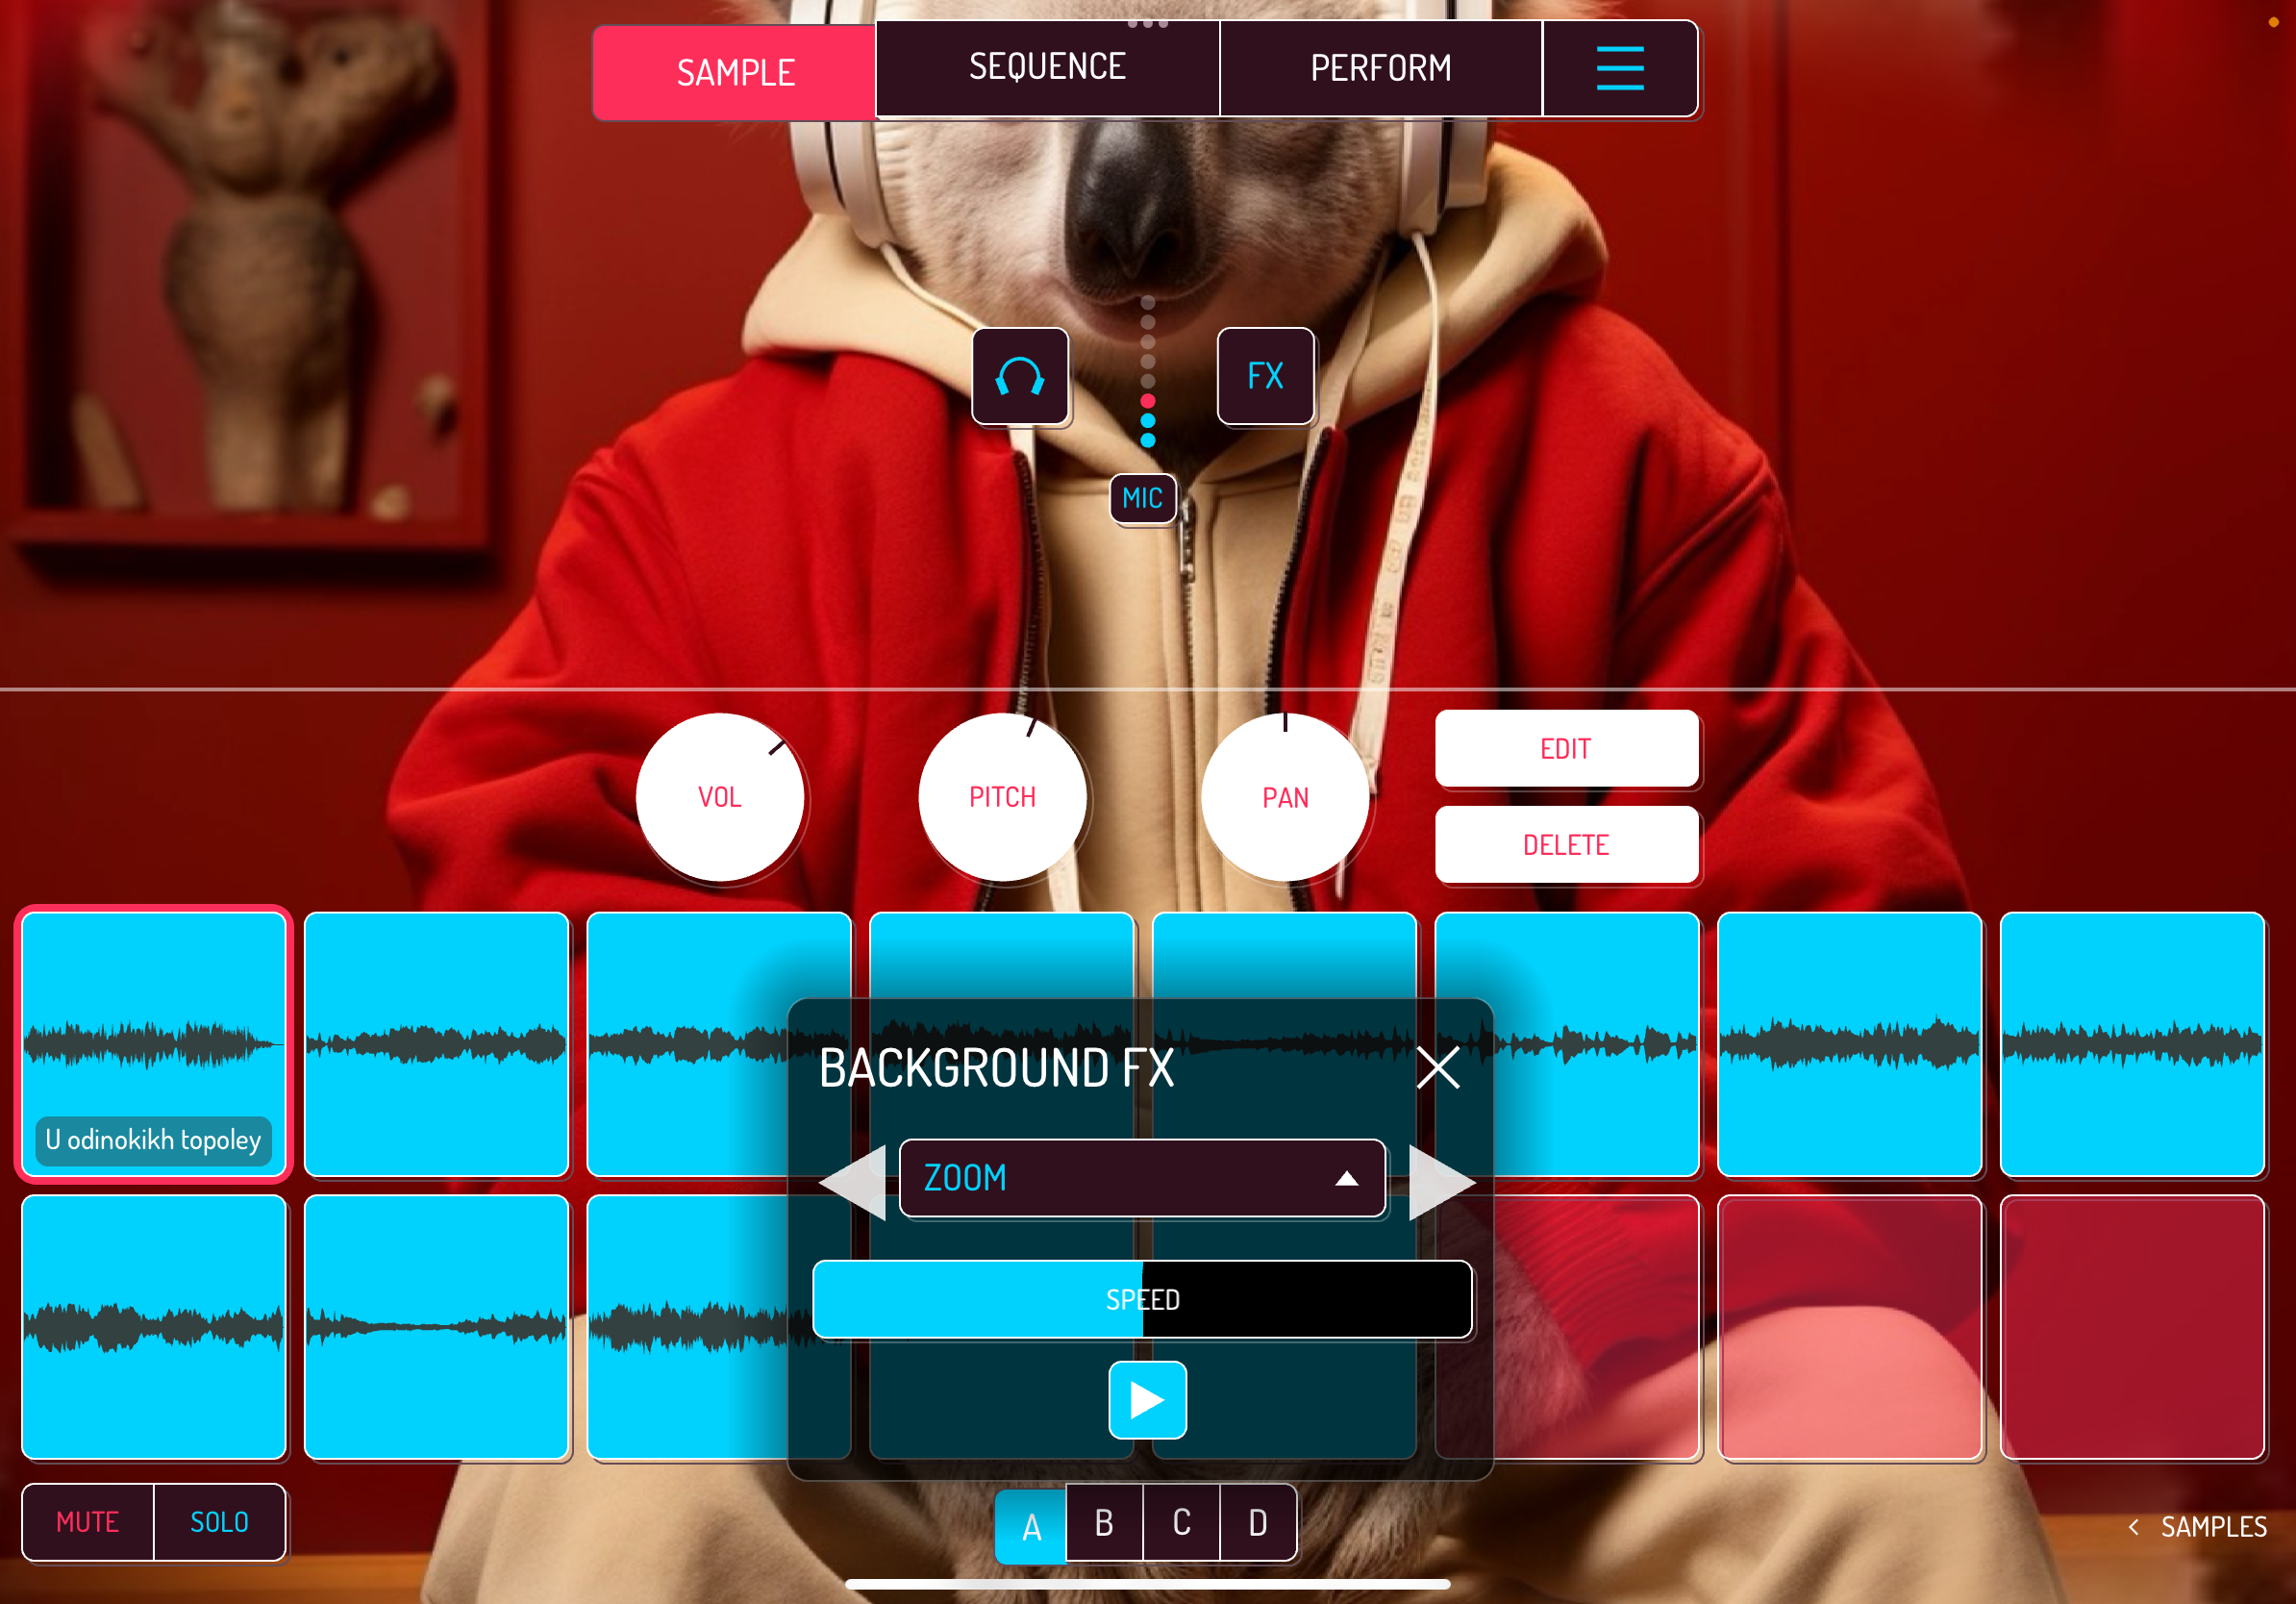 SAMPLE
SEQUENCE
PERFORM
FX
MIC
VOL
PITCH
PAN
EDIT
DELETE
U odinokikh topoley
BACKGROUND FX
ZOOM
SPEED
MUTE
SOLO
A
B
C
D
< SAMPLES